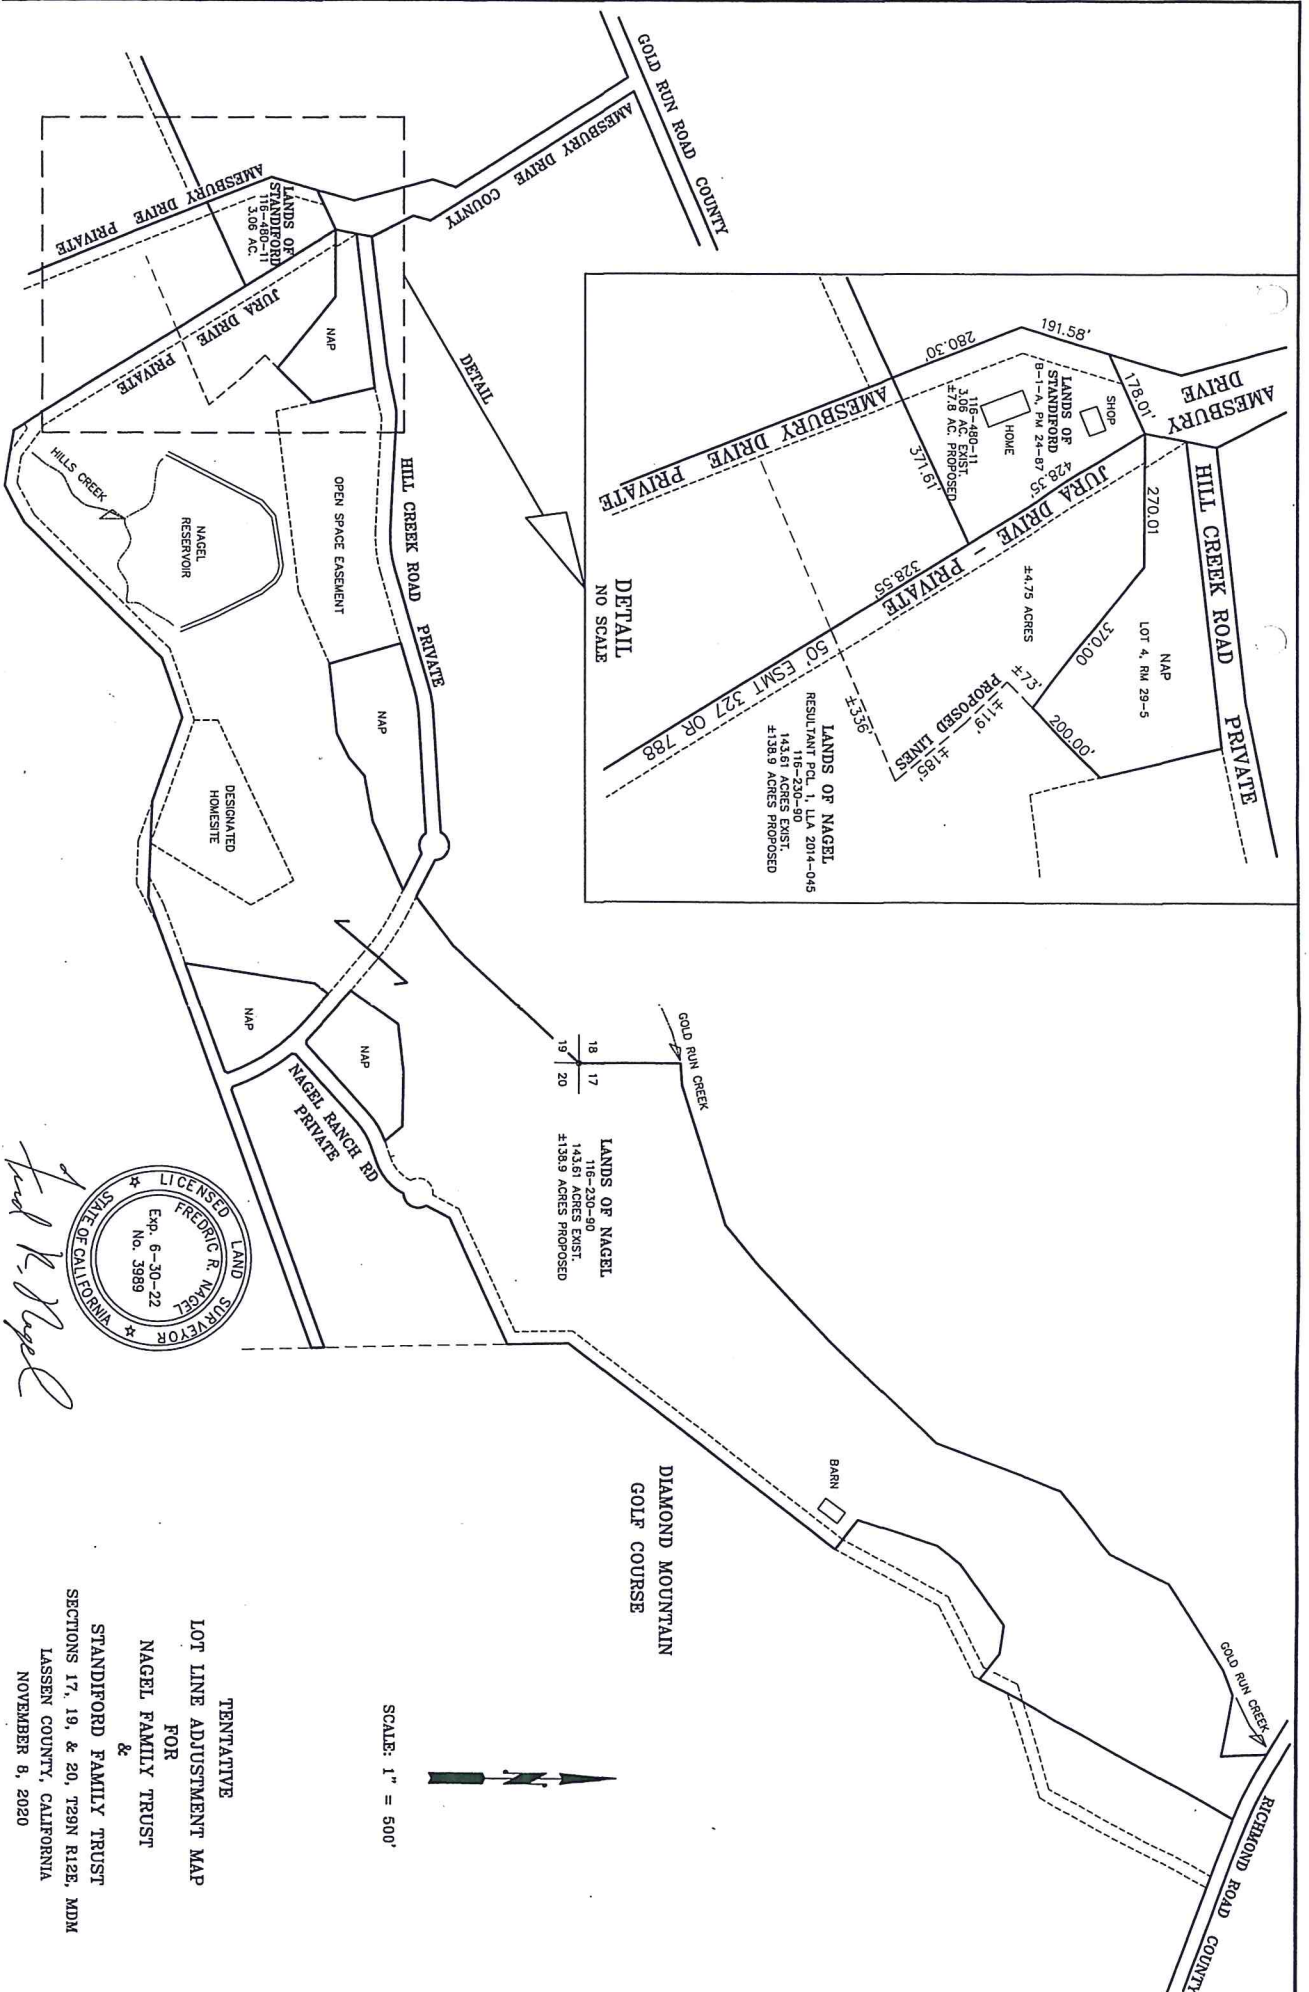 GOLD RUN ROAD COUNTY
AMESBURY DRIVE COUNTY
AMESBURY DRIVE PRIVATE
LANDS OF
STANDIFORD
116-480-11
3.06 AC.
JURA DRIVE PRIVATE
NAP
HILL CREEK ROAD PRIVATE
OPEN SPACE EASEMENT
HILLS CREEK
NAGEL
RESERVOIR
NAP
DESIGNATED
HOMESITE
NAP
NAP
NAGEL RANCH RD
PRIVATE
DETAIL
DETAIL
NO SCALE
AMESBURY
DRIVE
191.58'
280.30'
178.01'
SHOP
LANDS OF
STANDIFORD
B-1-A, PM 24-87
HOME
116-480-11
3.06 AC. EXIST.
±7.8 AC. PROPOSED
428.35'
371.61'
AMESBURY DRIVE PRIVATE
JURA DRIVE - PRIVATE
328.55'
50' ESMT 327 OR 788
HILL CREEK ROAD PRIVATE
270.01
±4.75 ACRES
370.00
NAP
LOT 4, RM 29-5
±73'
±119'
±185'
PROPOSED LINES
200.00'
±336'
LANDS OF NAGEL
RESULTANT PCL 1, LLA 2014-045
116-230-90
143.61 ACRES EXIST.
±138.9 ACRES PROPOSED
GOLD RUN CREEK
18 17
19 20
LANDS OF NAGEL
116-230-90
143.61 ACRES EXIST.
±138.9 ACRES PROPOSED
BARN
DIAMOND MOUNTAIN
GOLF COURSE
GOLD RUN CREEK
RICHMOND ROAD COUNTY
N
SCALE: 1" = 500'
LICENSED LAND SURVEYOR
FREDRIC R. NAGEL
Exp. 6-30-22
No. 3989
STATE OF CALIFORNIA
Fred R. Nagel
TENTATIVE
LOT LINE ADJUSTMENT MAP
FOR
NAGEL FAMILY TRUST
&
STANDIFORD FAMILY TRUST
SECTIONS 17, 19, & 20, T29N R12E, MDM
LASSEN COUNTY, CALIFORNIA
NOVEMBER 8, 2020